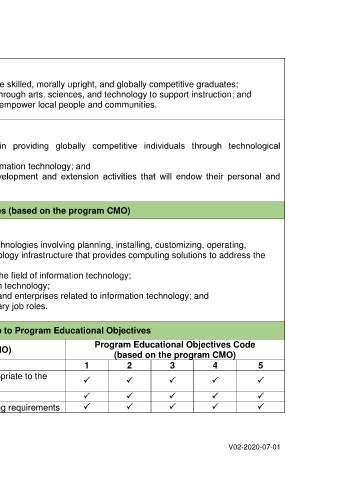 e skilled, morally upright, and globally competitive graduates;
hrough arts, sciences, and technology to support instruction; and
empower local people and communities.
in providing globally competitive individuals through technological
mation technology; and
velopment and extension activities that will endow their personal and
es (based on the program CMO)
chnologies involving planning, installing, customizing, operating,
ology infrastructure that provides computing solutions to address the
he field of information technology;
n technology;
and enterprises related to information technology; and
ary job roles.
p to Program Educational Objectives
MO)
Program Educational Objectives Code
(based on the program CMO)
1 2 3 4 5
priate to the
✓ ✓ ✓ ✓ ✓
✓ ✓ ✓ ✓ ✓
g requirements ✓ ✓ ✓ ✓ ✓
V02-2020-07-01